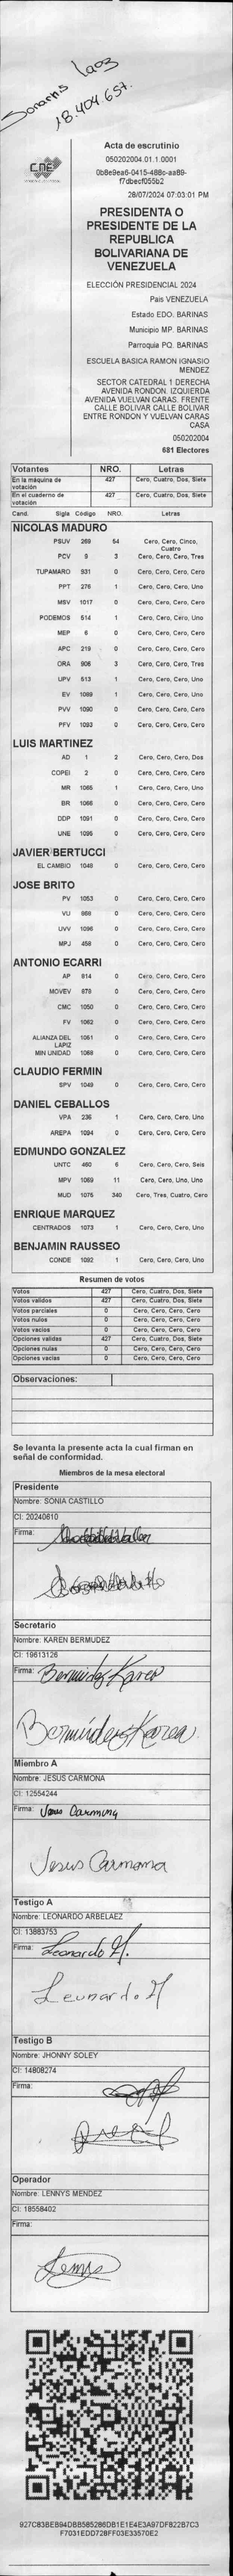 Laoz
18.404.657.
CNE
Acta de escrutinio
050202004.01.1.0001
0b8e9ea6-0415-488c-aa89-
f7dbecf055b2
28/07/2024 07:03:01 PM
PRESIDENTA O
PRESIDENTE DE LA
REPUBLICA
BOLIVARIANA DE
VENEZUELA
ELECCIÓN PRESIDENCIAL 2024
Pais VENEZUELA
Estado EDO. BARINAS
Municipio MP. BARINAS
Parroquia PQ. BARINAS
ESCUELA BASICA RAMON IGNASIO
MENDEZ
SECTOR CATEDRAL 1 DERECHA
AVENIDA RONDON. IZQUIERDA
AVENIDA VUELVAN CARAS. FRENTE
CALLE BOLIVAR CALLE BOLIVAR
ENTRE RONDON Y VUELVAN CARAS
CASA
050202004
681 Electores
Votantes NRO. Letras
En la máquina de votación 427 Cero, Cuatro, Dos, Siete
En el cuaderno de votación 427 Cero, Cuatro, Dos, Siete
Cand. Sigla Código NRO. Letras
NICOLAS MADURO
PSUV 269 54 Cero, Cero, Cinco,
Cuatro
PCV 9 3 Cero, Cero, Cero, Tres
TUPAMARO 931 0 Cero, Cero, Cero, Cero
PPT 276 1 Cero, Cero, Cero, Uno
MSV 1017 0 Cero, Cero, Cero, Cero
PODEMOS 514 1 Cero, Cero, Cero, Uno
MEP 6 0 Cero, Cero, Cero, Cero
APC 219 0 Cero, Cero, Cero, Cero
ORA 906 3 Cero, Cero, Cero, Tres
UPV 513 1 Cero, Cero, Cero, Uno
EV 1089 1 Cero, Cero, Cero, Uno
PVV 1090 0 Cero, Cero, Cero, Cero
PFV 1093 0 Cero, Cero, Cero, Cero
LUIS MARTINEZ
AD 1 2 Cero, Cero, Cero, Dos
COPEI 2 0 Cero, Cero, Cero, Cero
MR 1065 1 Cero, Cero, Cero, Uno
BR 1066 0 Cero, Cero, Cero, Cero
DDP 1091 0 Cero, Cero, Cero, Cero
UNE 1095 0 Cero, Cero, Cero, Cero
JAVIER BERTUCCI
EL CAMBIO 1048 0 Cero, Cero, Cero, Cero
JOSE BRITO
PV 1053 0 Cero, Cero, Cero, Cero
VU 868 0 Cero, Cero, Cero, Cero
UVV 1096 0 Cero, Cero, Cero, Cero
MPJ 458 0 Cero, Cero, Cero, Cero
ANTONIO ECARRI
AP 814 0 Cero, Cero, Cero, Cero
MOVEV 878 0 Cero, Cero, Cero, Cero
CMC 1050 0 Cero, Cero, Cero, Cero
FV 1062 0 Cero, Cero, Cero, Cero
ALIANZA DEL LAPIZ 1061 0 Cero, Cero, Cero, Cero
MIN UNIDAD 1068 0 Cero, Cero, Cero, Cero
CLAUDIO FERMIN
SPV 1049 0 Cero, Cero, Cero, Cero
DANIEL CEBALLOS
VPA 236 1 Cero, Cero, Cero, Uno
AREPA 1094 0 Cero, Cero, Cero, Cero
EDMUNDO GONZALEZ
UNTC 460 6 Cero, Cero, Cero, Seis
MPV 1069 11 Cero, Cero, Uno, Uno
MUD 1075 340 Cero, Tres, Cuatro, Cero
ENRIQUE MARQUEZ
CENTRADOS 1073 1 Cero, Cero, Cero, Uno
BENJAMIN RAUSSEO
CONDE 1092 1 Cero, Cero, Cero, Uno
Resumen de votos
Votos 427 Cero, Cuatro, Dos, Siete
Votos validos 427 Cero, Cuatro, Dos, Siete
Votos parciales 0 Cero, Cero, Cero, Cero
Votos nulos 0 Cero, Cero, Cero, Cero
Votos vacios 0 Cero, Cero, Cero, Cero
Opciones validas 427 Cero, Cuatro, Dos, Siete
Opciones nulas 0 Cero, Cero, Cero, Cero
Opciones vacias 0 Cero, Cero, Cero, Cero
Observaciones:
Se levanta la presente acta la cual firman en
señal de conformidad.
Miembros de la mesa electoral
Presidente
Nombre: SONIA CASTILLO
CI: 20240610
Firma:
Secretario
Nombre: KAREN BERMUDEZ
CI: 19613126
Firma: Bermudez Karen
Bermúdez Karen
Miembro A
Nombre: JESUS CARMONA
CI: 12554244
Firma: Jesus Carmona
Jesus Carmona
Testigo A
Nombre: LEONARDO ARBELAEZ
CI: 13883753
Firma: Leonardo A.
Leonardo A
Testigo B
Nombre: JHONNY SOLEY
CI: 14808274
Firma:
Operador
Nombre: LENNYS MENDEZ
CI: 18558402
Firma:
Lennys
927C83BEB94DBB585286DB1E1E4E3A97DF822B7C3
F7031EDD728FF03E33570E2